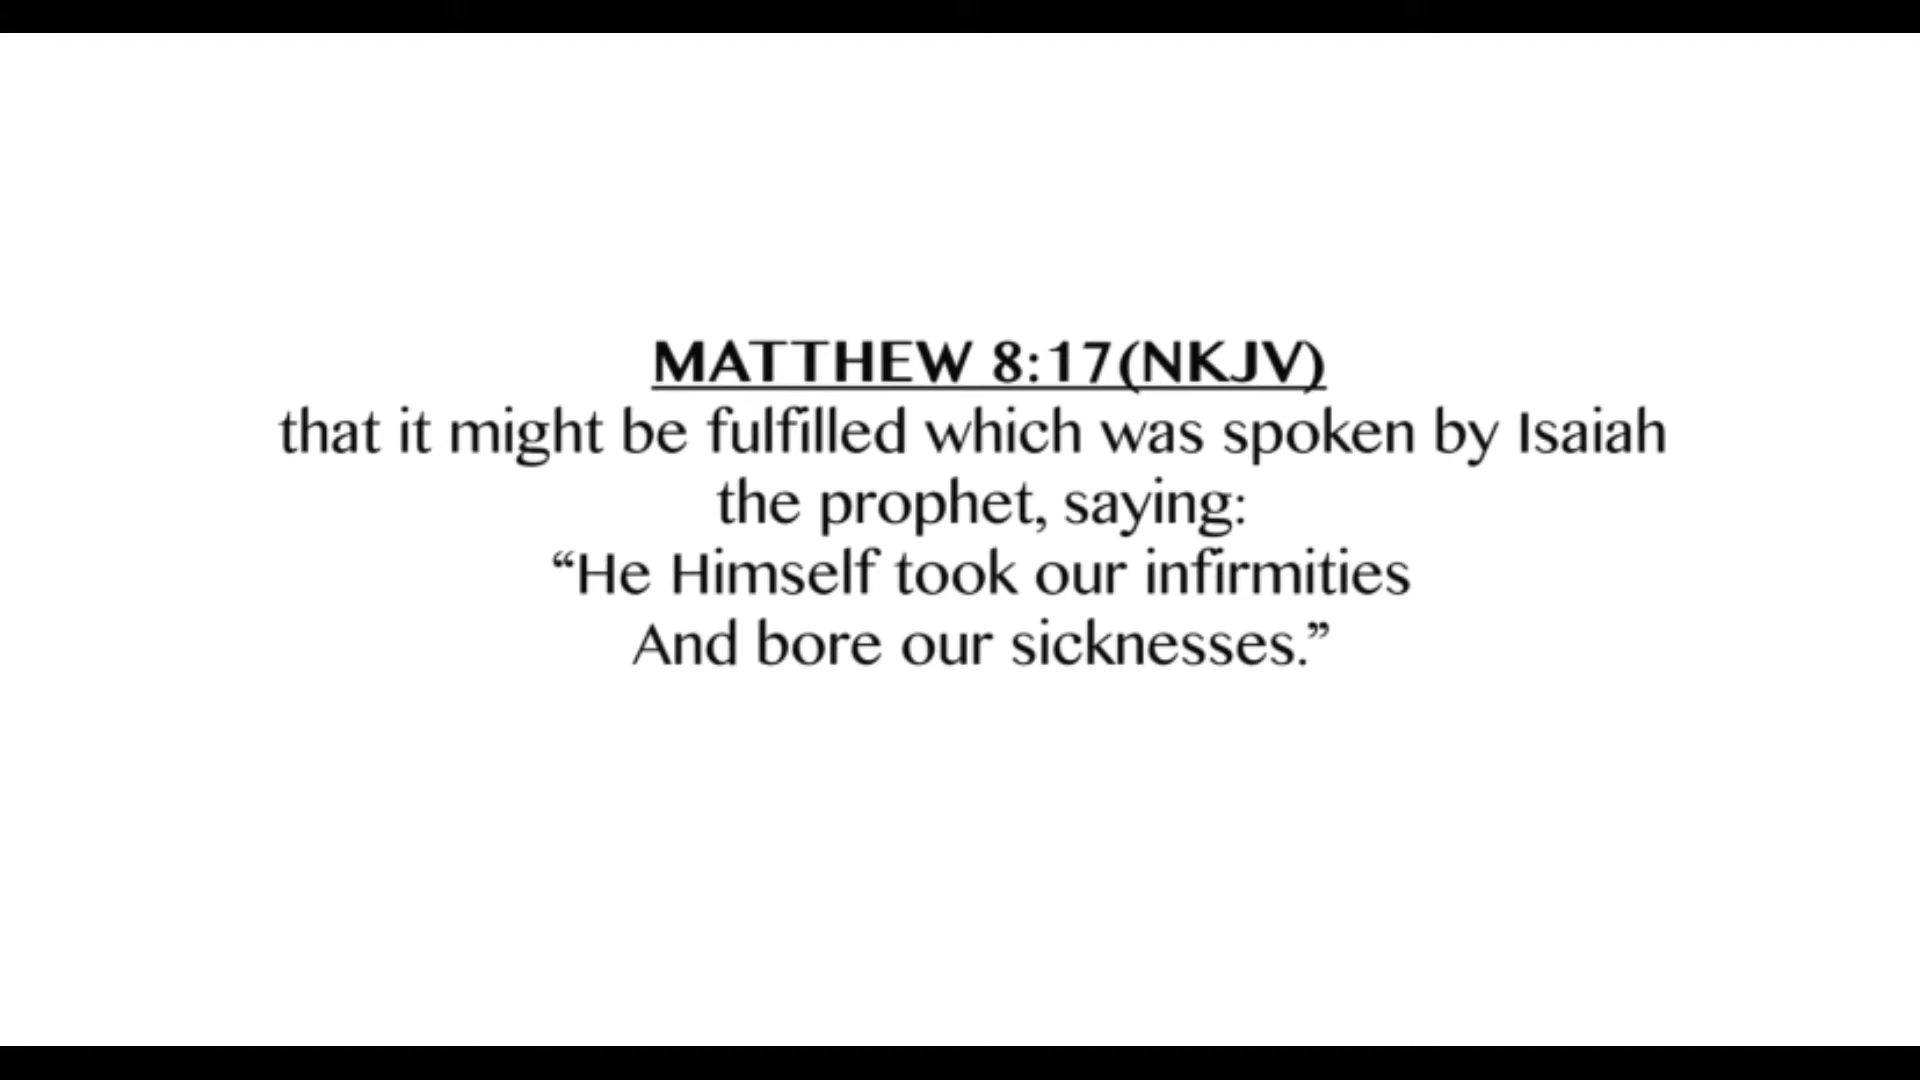 MATTHEW 8:17(NKJV)
that it might be fulfilled which was spoken by Isaiah
the prophet, saying:
“He Himself took our infirmities
And bore our sicknesses.”